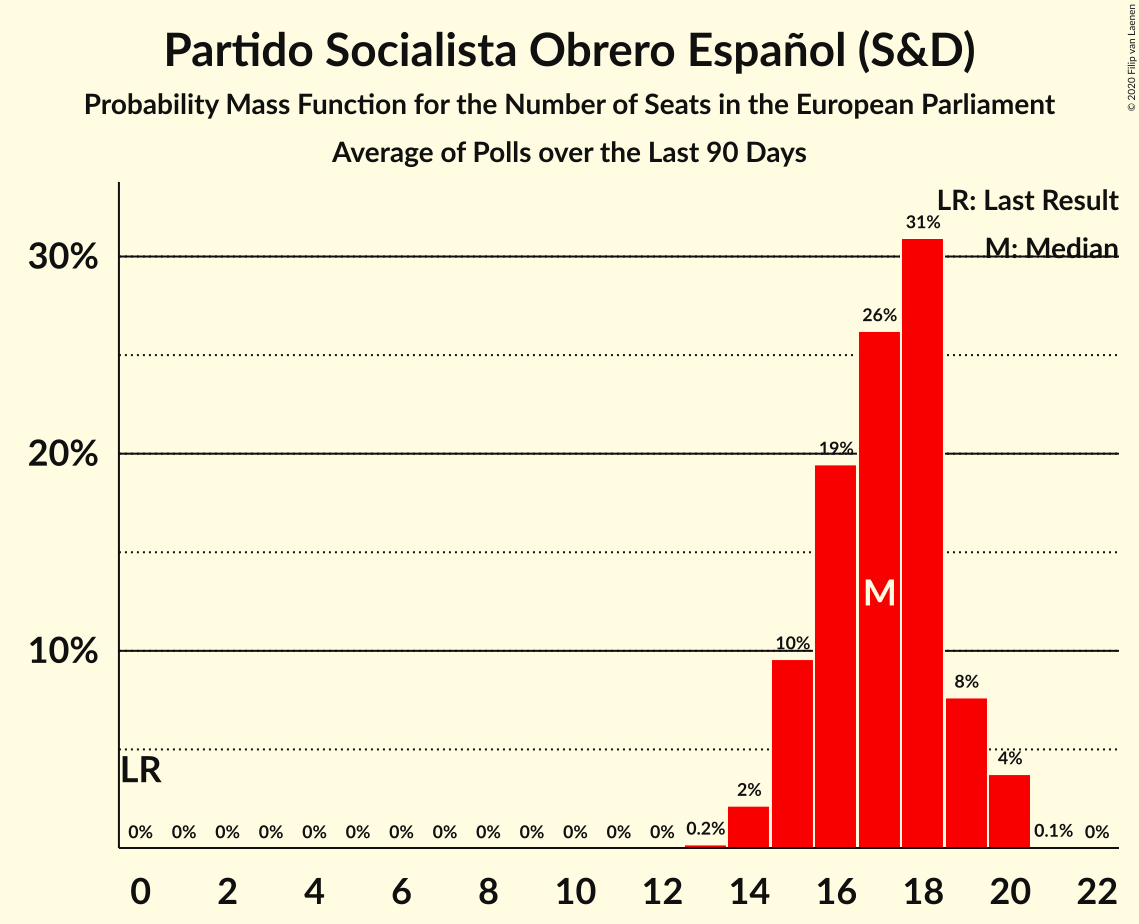 Partido Socialista Obrero Español (S&D)
Probability Mass Function for the Number of Seats in the European Parliament
Average of Polls over the Last 90 Days
© 2020 Filip van Laenen
LR: Last Result
M: Median
30%
20%
10%
31%
26%
19%
M
10%
8%
LR
4%
2%
0% 0% 0% 0% 0% 0% 0% 0% 0% 0% 0% 0% 0% 0.2% 0.1% 0%
0 2 4 6 8 10 12 14 16 18 20 22